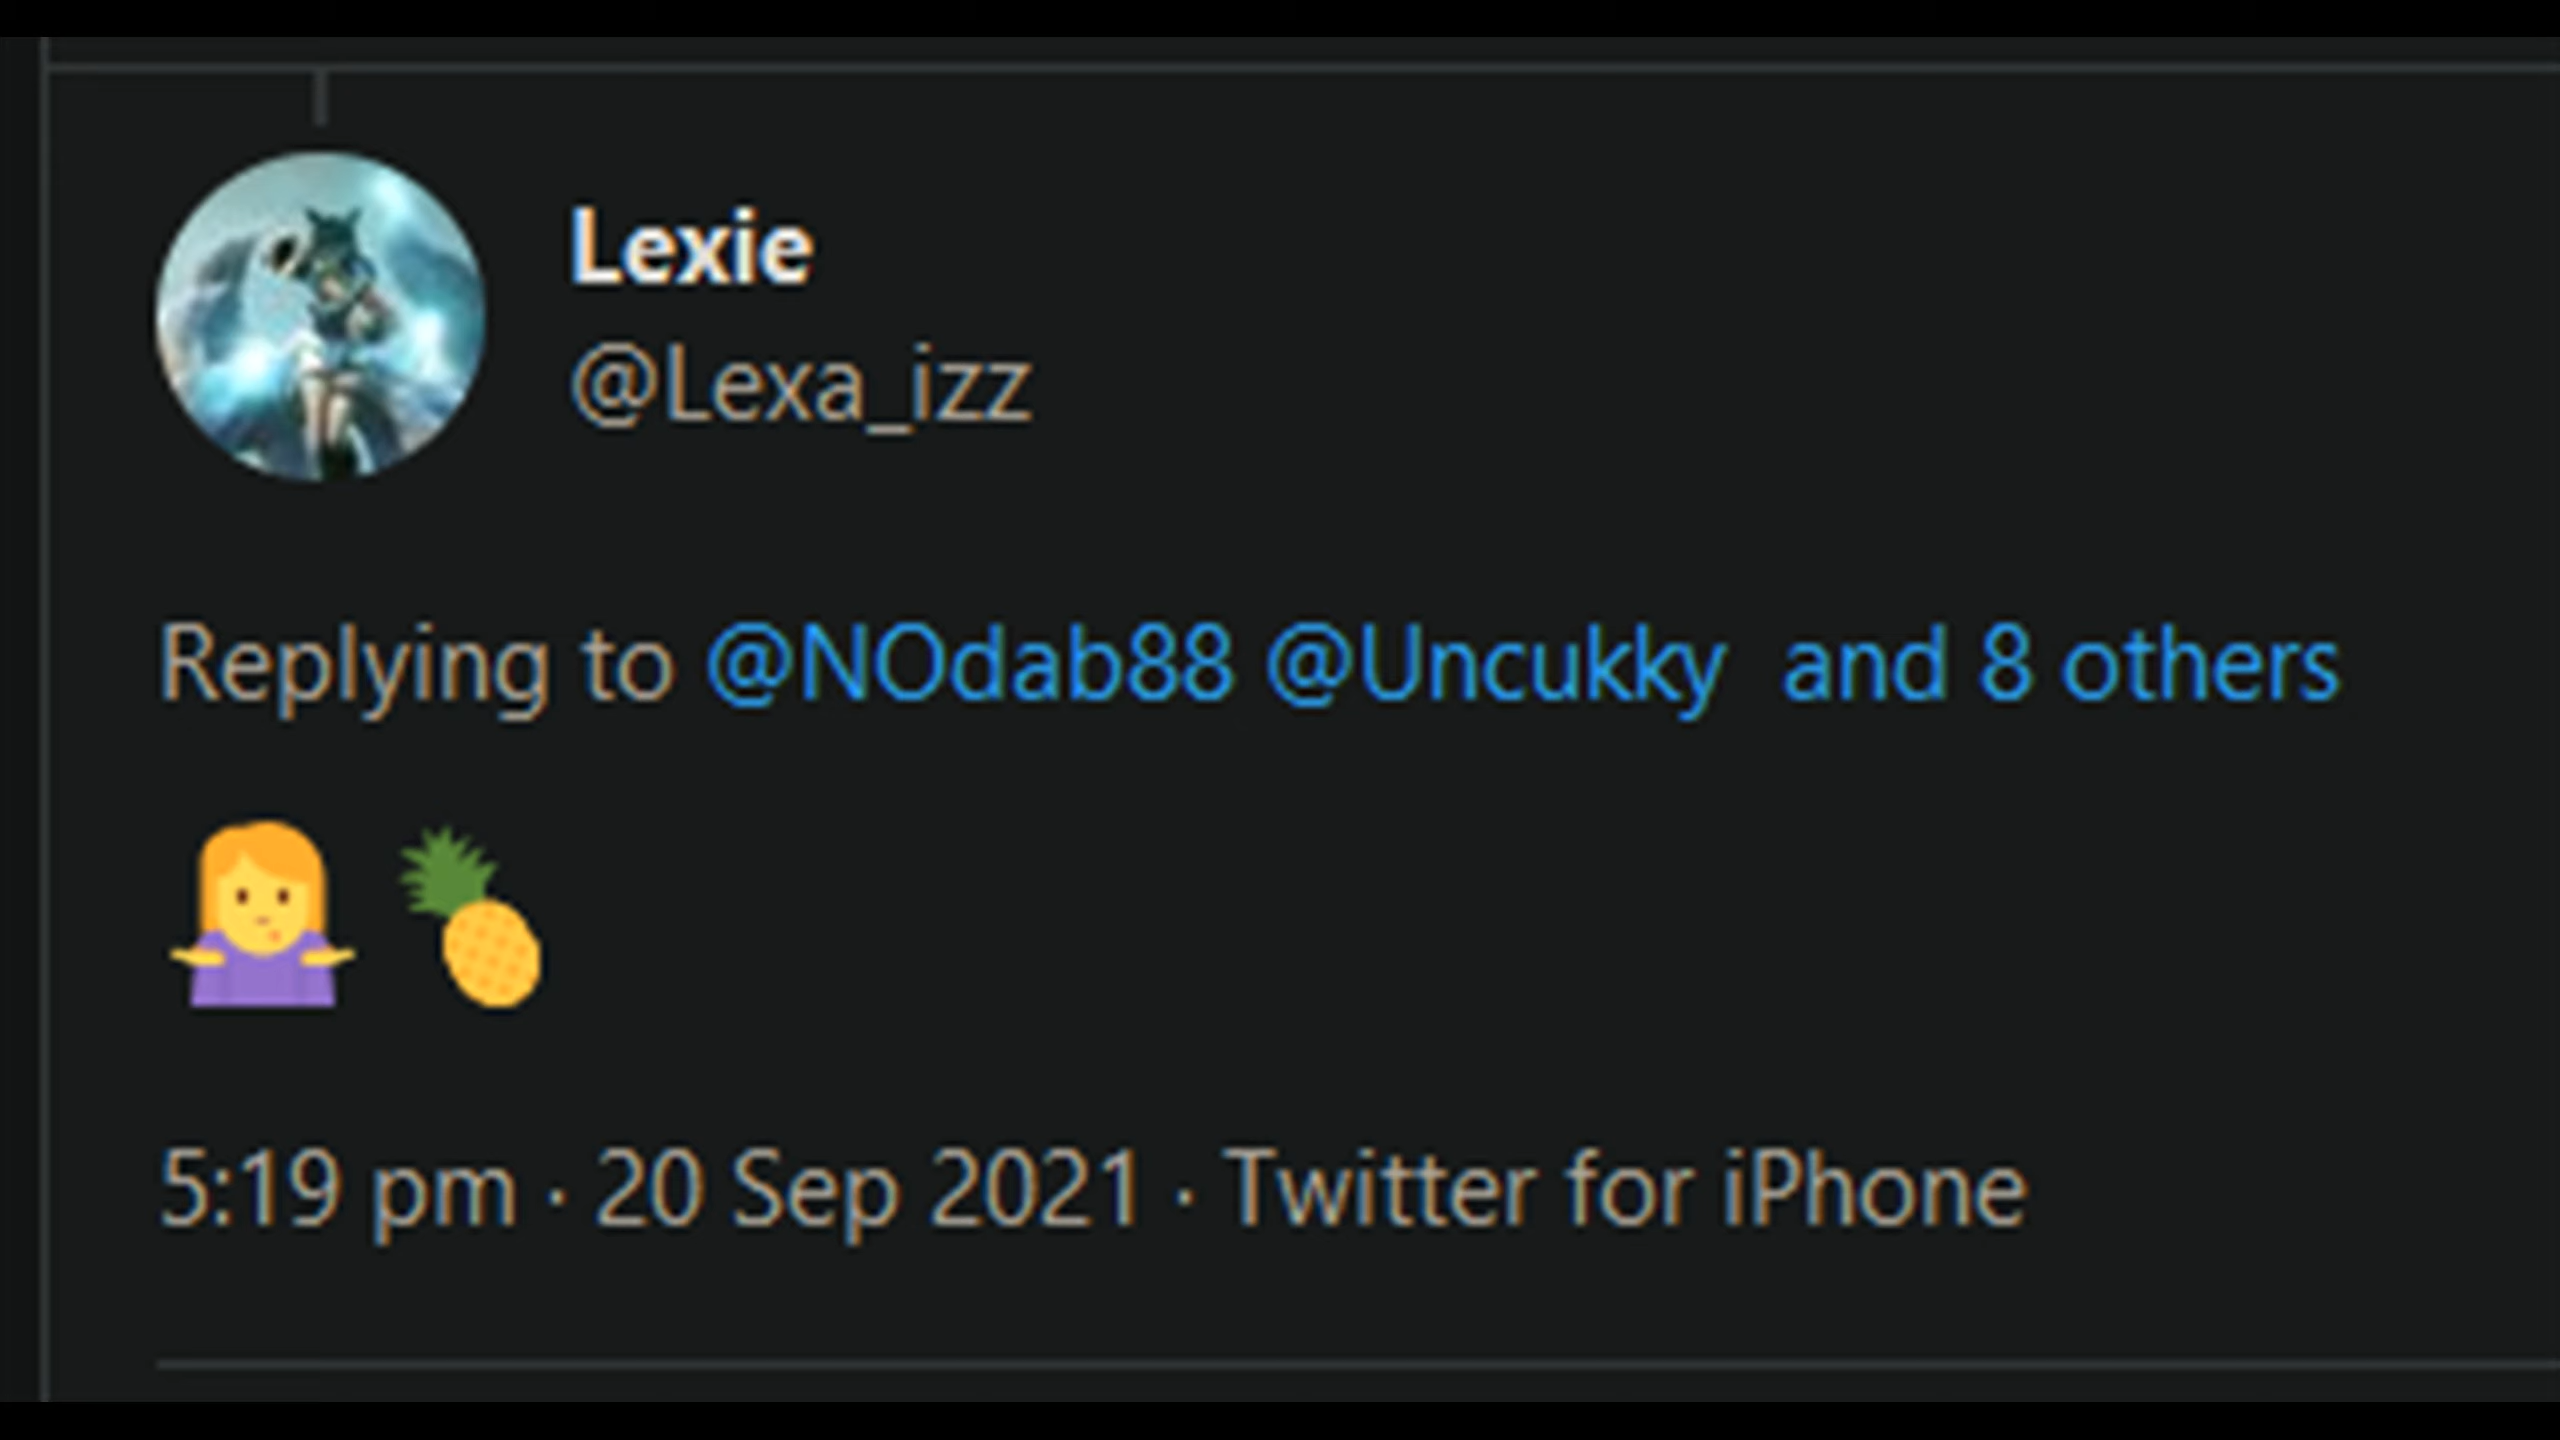 Lexie
@Lexa_izz
Replying to @NOdab88 @Uncukky and 8 others
🤷‍♀️ 🍍
5:19 pm · 20 Sep 2021 · Twitter for iPhone